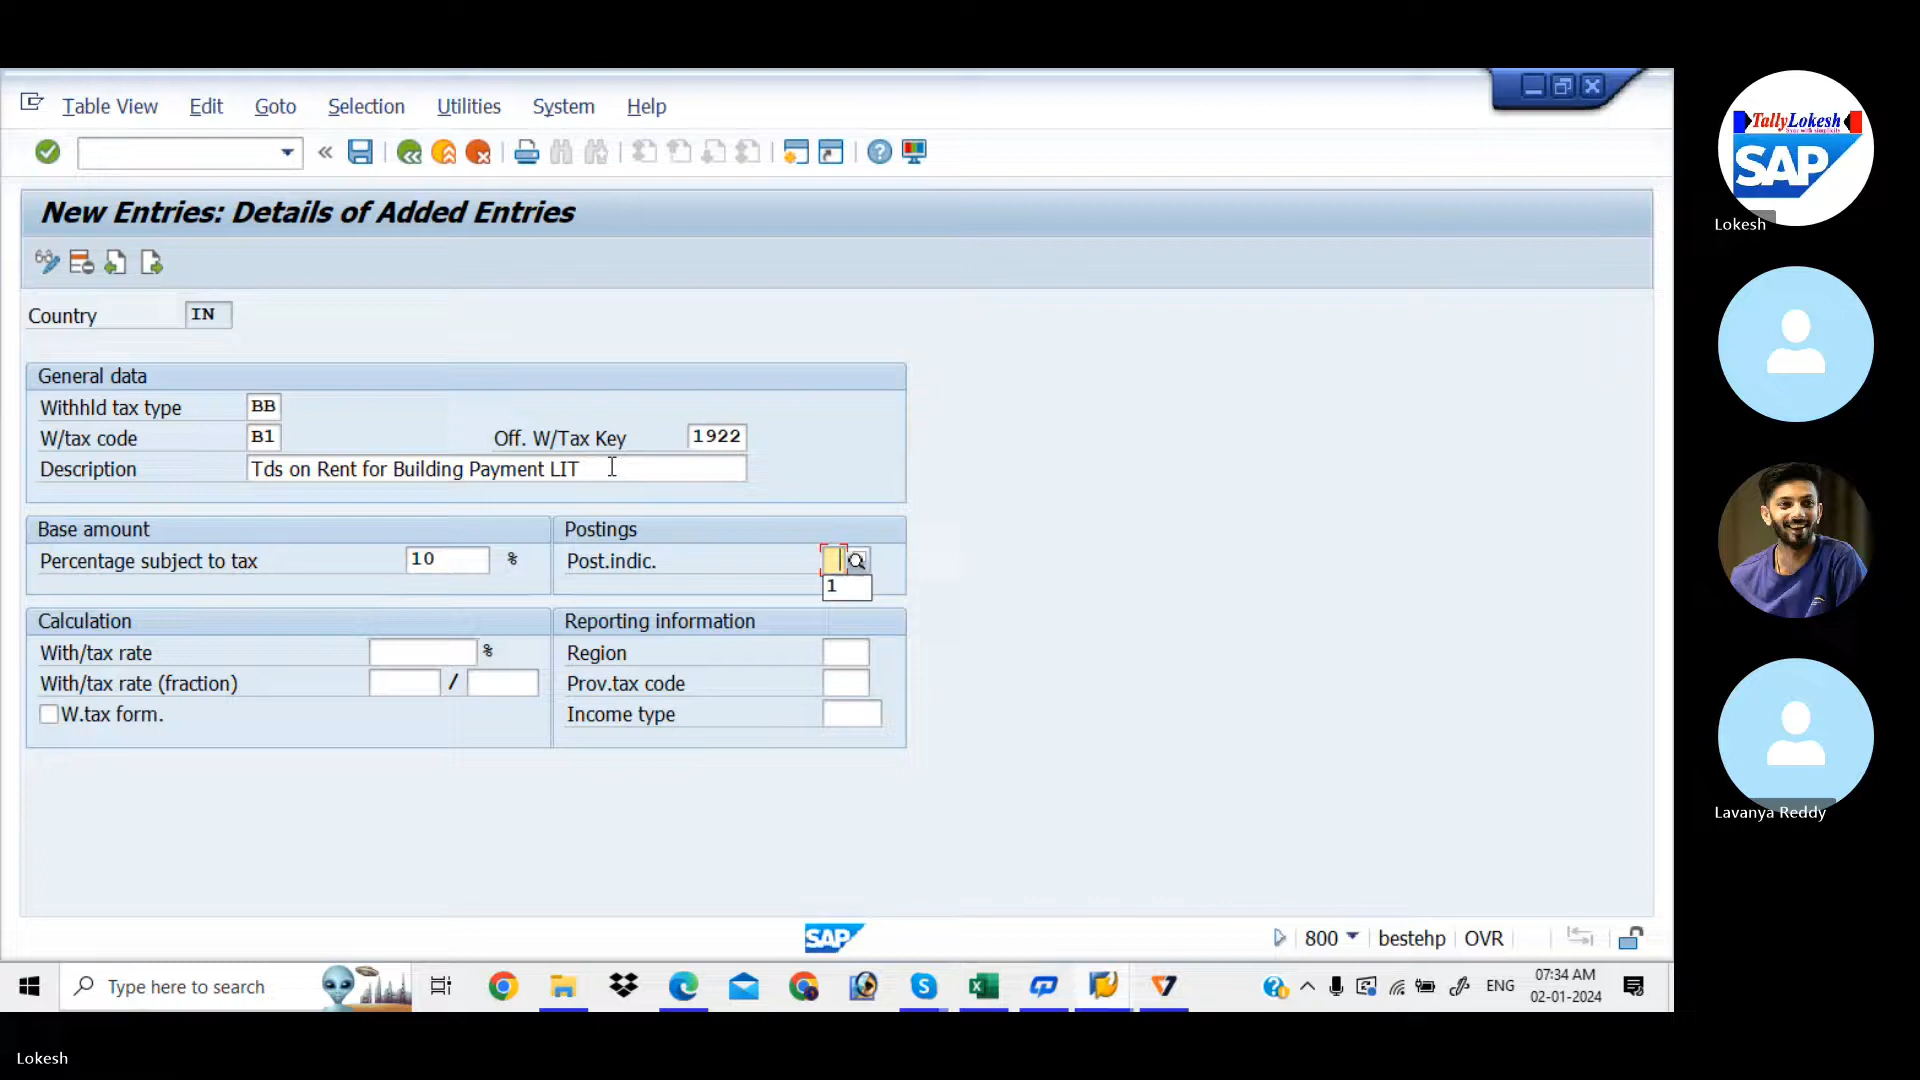 Table View Edit Goto Selection Utilities System Help
New Entries: Details of Added Entries
Country IN
General data
Withhld tax type BB
W/tax code B1 Off. W/Tax Key 1922
Description Tds on Rent for Building Payment LIT
Base amount Postings
Percentage subject to tax 10 % Post.indic.
1
Calculation Reporting information
With/tax rate % Region
With/tax rate (fraction) / Prov.tax code
W.tax form. Income type
SAP 800 bestehp OVR
Type here to search ENG 07:34 AM
02-01-2024
Lokesh
TallyLokesh
Sync with simplicity
SAP
Lokesh
Lavanya Reddy